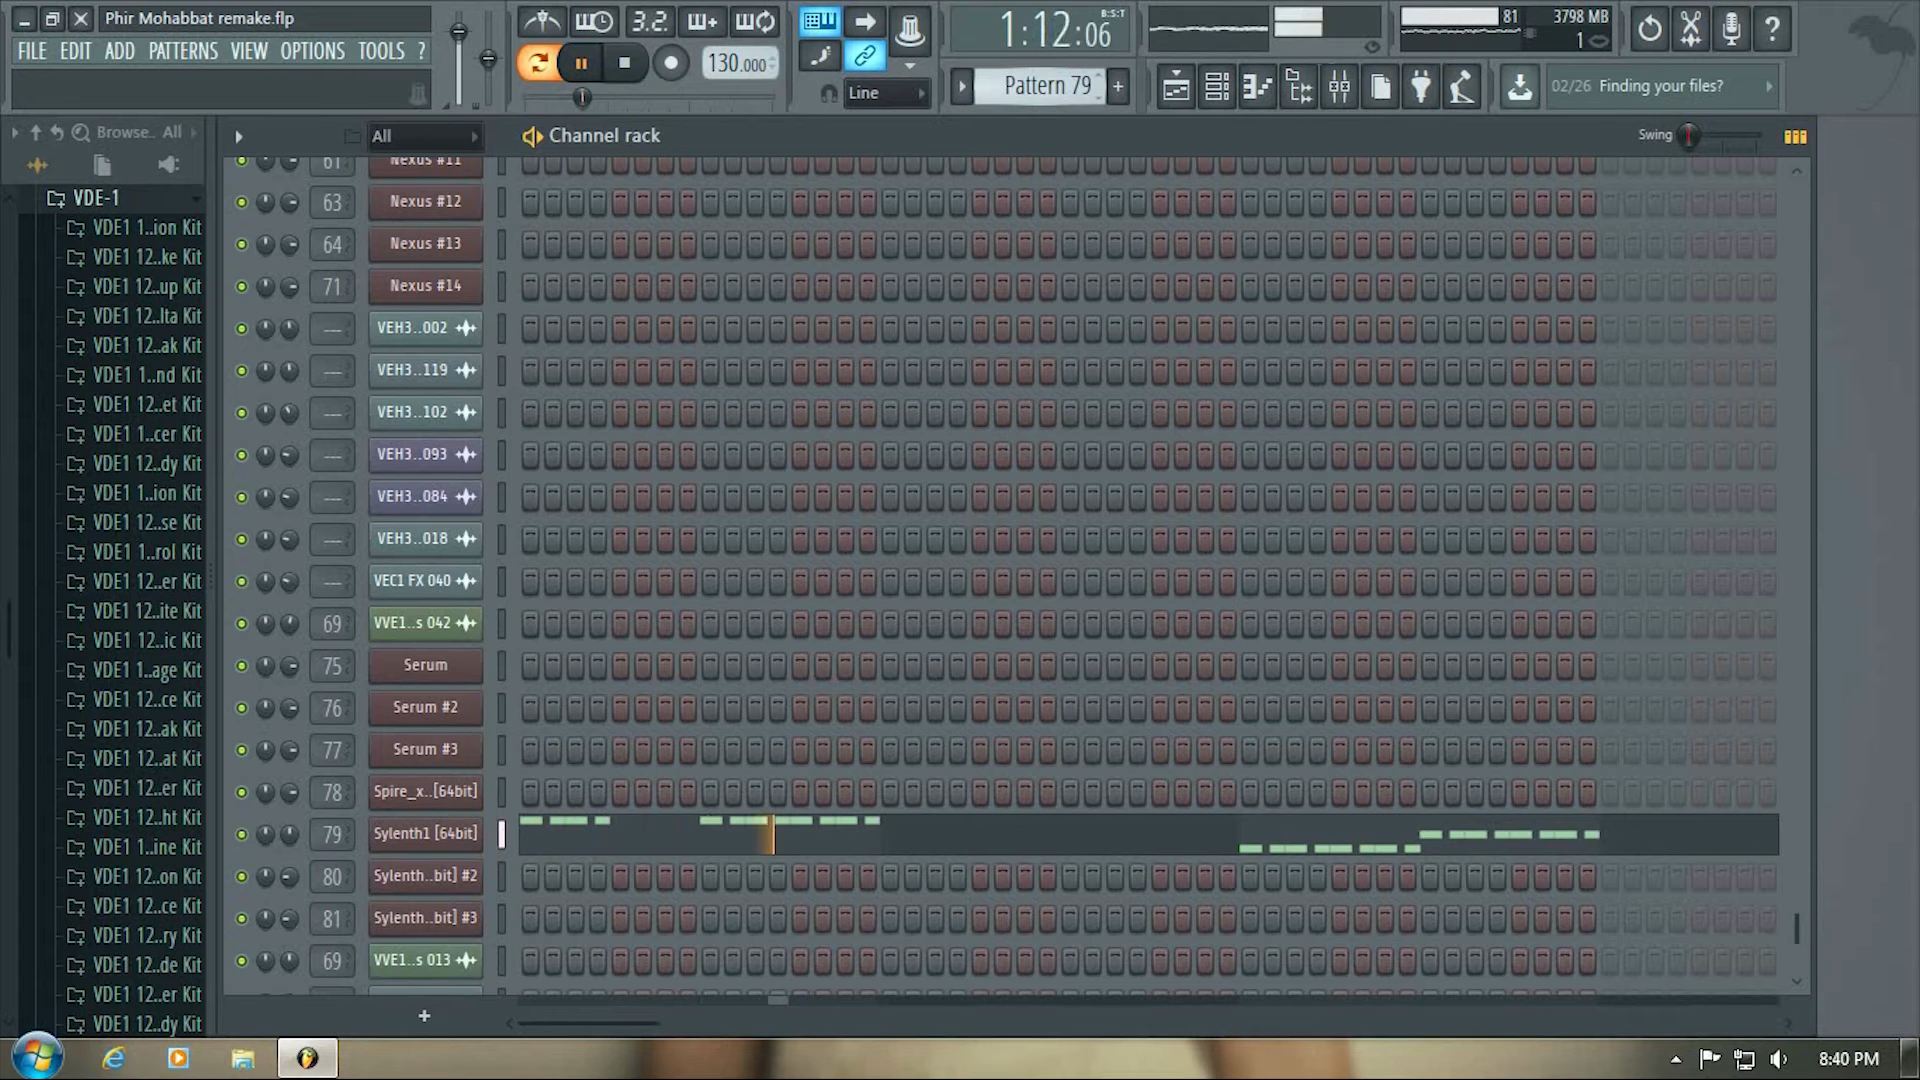 Phir Mohabbat remake.flp
FILE EDIT ADD PATTERNS VIEW OPTIONS TOOLS ?
3.2.
130.000
1:12:06
B:S:T
Line
Pattern 79
81
3798 MB
1
02/26 Finding your files?
Browse.. All
All
Channel rack
Swing
VDE-1
VDE1 1..ion Kit
VDE1 12..ke Kit
VDE1 12..up Kit
VDE1 12..lta Kit
VDE1 12..ak Kit
VDE1 1..nd Kit
VDE1 12..et Kit
VDE1 1..cer Kit
VDE1 12..dy Kit
VDE1 1..ion Kit
VDE1 12..se Kit
VDE1 1..rol Kit
VDE1 12..er Kit
VDE1 12..ite Kit
VDE1 12..ic Kit
VDE1 1..age Kit
VDE1 12..ce Kit
VDE1 12..ak Kit
VDE1 12..at Kit
VDE1 12..er Kit
VDE1 12..ht Kit
VDE1 1..ine Kit
VDE1 12..on Kit
VDE1 12..ce Kit
VDE1 12..ry Kit
VDE1 12..de Kit
VDE1 12..er Kit
VDE1 12..dy Kit
61 Nexus #11
63 Nexus #12
64 Nexus #13
71 Nexus #14
--- VEH3..002
--- VEH3..119
--- VEH3..102
--- VEH3..093
--- VEH3..084
--- VEH3..018
--- VEC1 FX 040
69 VVE1..s 042
75 Serum
76 Serum #2
77 Serum #3
78 Spire_x..[64bit]
79 Sylenth1 [64bit]
80 Sylenth..bit] #2
81 Sylenth..bit] #3
69 VVE1..s 013
+
8:40 PM